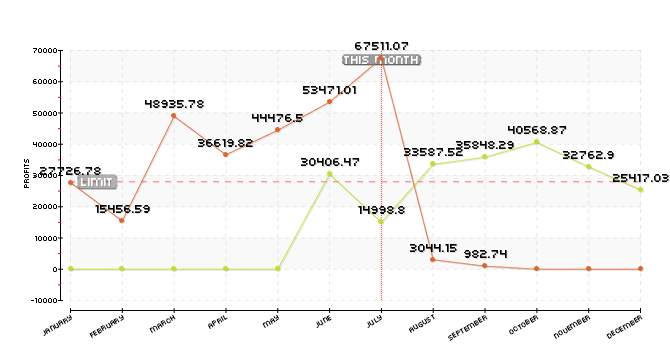 67511.07
70000
THIS MONTH
60000
53471.01
48935.78
50000
44476.5
40568.87
40000
36619.82
35848.29
33587.52
32762.9
30406.47
30000
27726.78
LIMIT
25417.03
20000
15456.59
14998.8
10000
3044.15
982.74
0
-10000
PROFITS
JANUARY
FEBRUARY
MARCH
APRIL
MAY
JUNE
JULY
AUGUST
SEPTEMBER
OCTOBER
NOVEMBER
DECEMBER